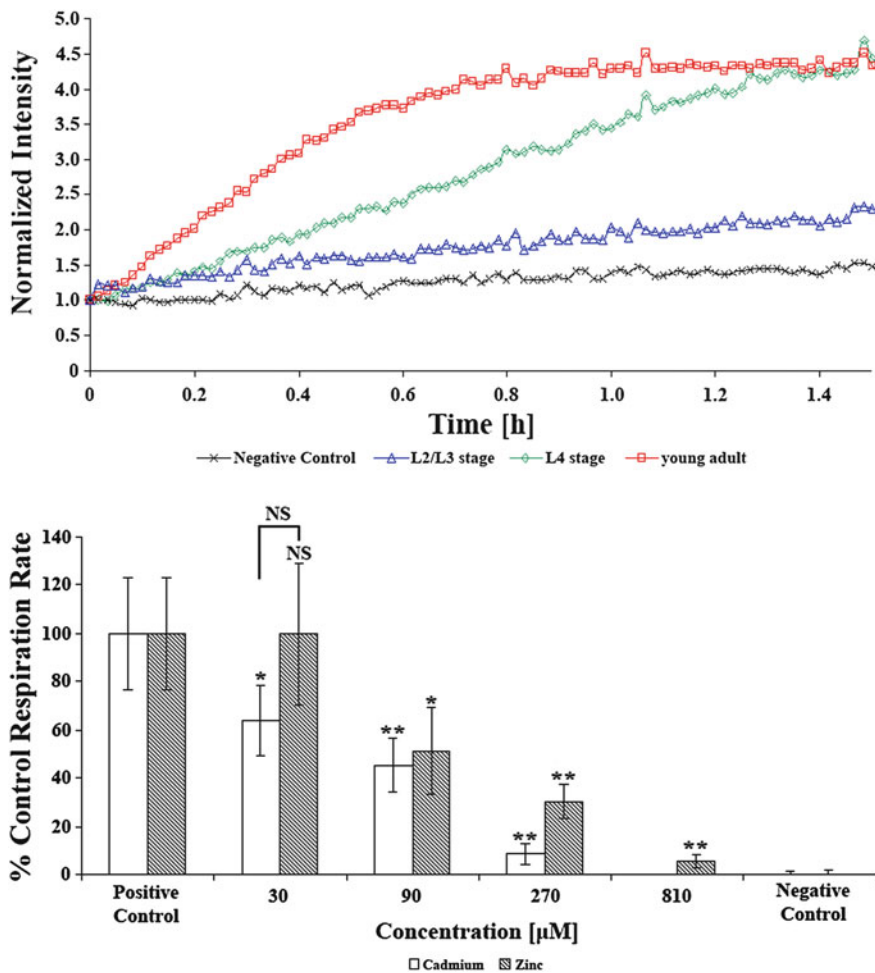 Normalized Intensity
5.0
4.5
4.0
3.5
3.0
2.5
2.0
1.5
1.0
0.5
0
0 0.2 0.4 0.6 0.8 1.0 1.2 1.4
Time [h]
Negative Control L2/L3 stage L4 stage young adult
% Control Respiration Rate
140
120
100
80
60
40
20
0
NS
NS
*
**
*
**
**
**
Positive Control 30 90 270 810 Negative Control
Concentration [µM]
Cadmium Zinc